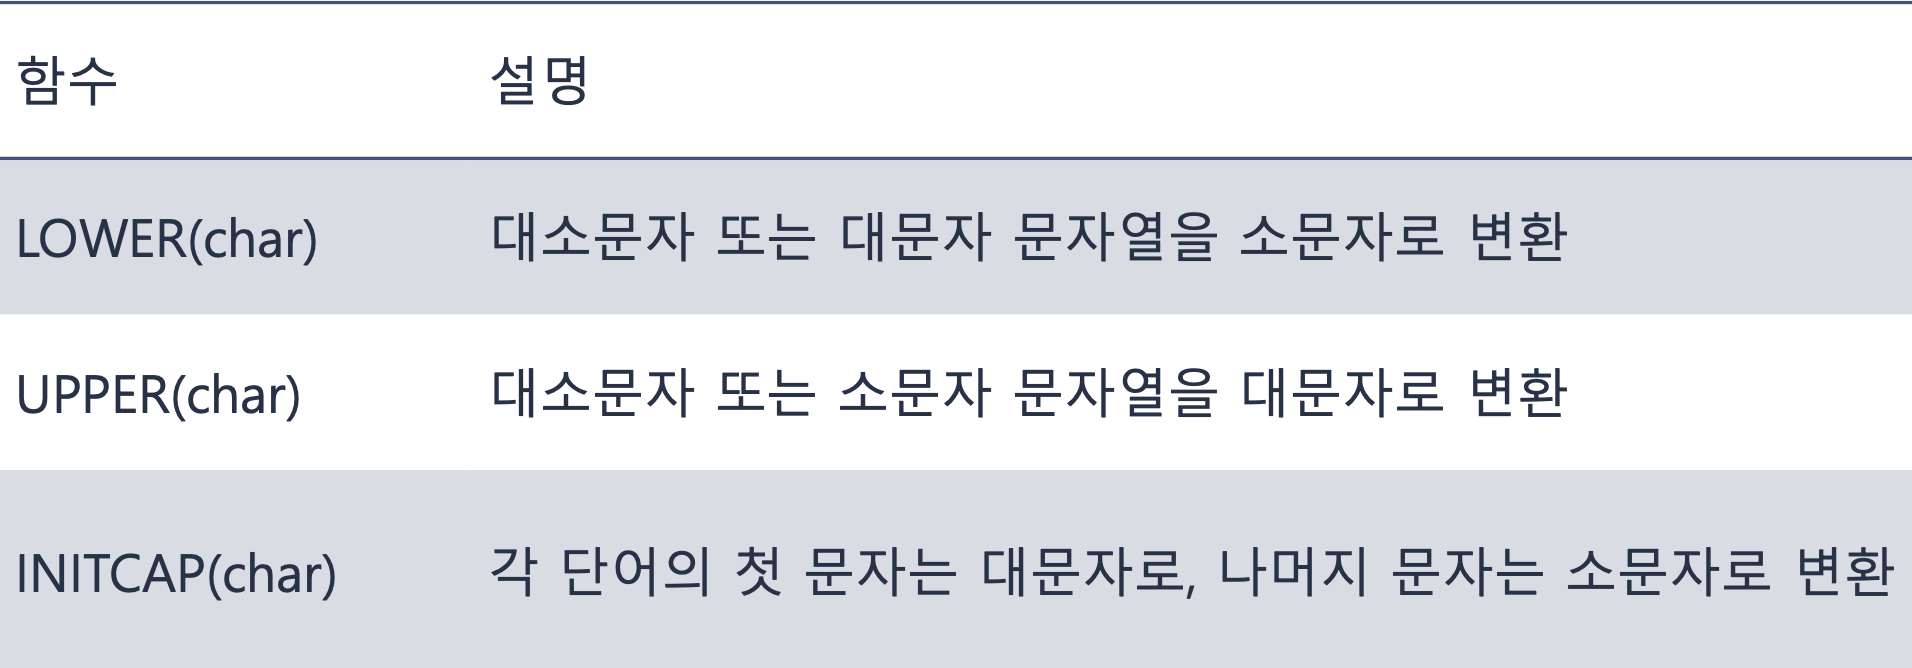 함수 설명
LOWER(char) 대소문자 또는 대문자 문자열을 소문자로 변환
UPPER(char) 대소문자 또는 소문자 문자열을 대문자로 변환
INITCAP(char) 각 단어의 첫 문자는 대문자로, 나머지 문자는 소문자로 변환